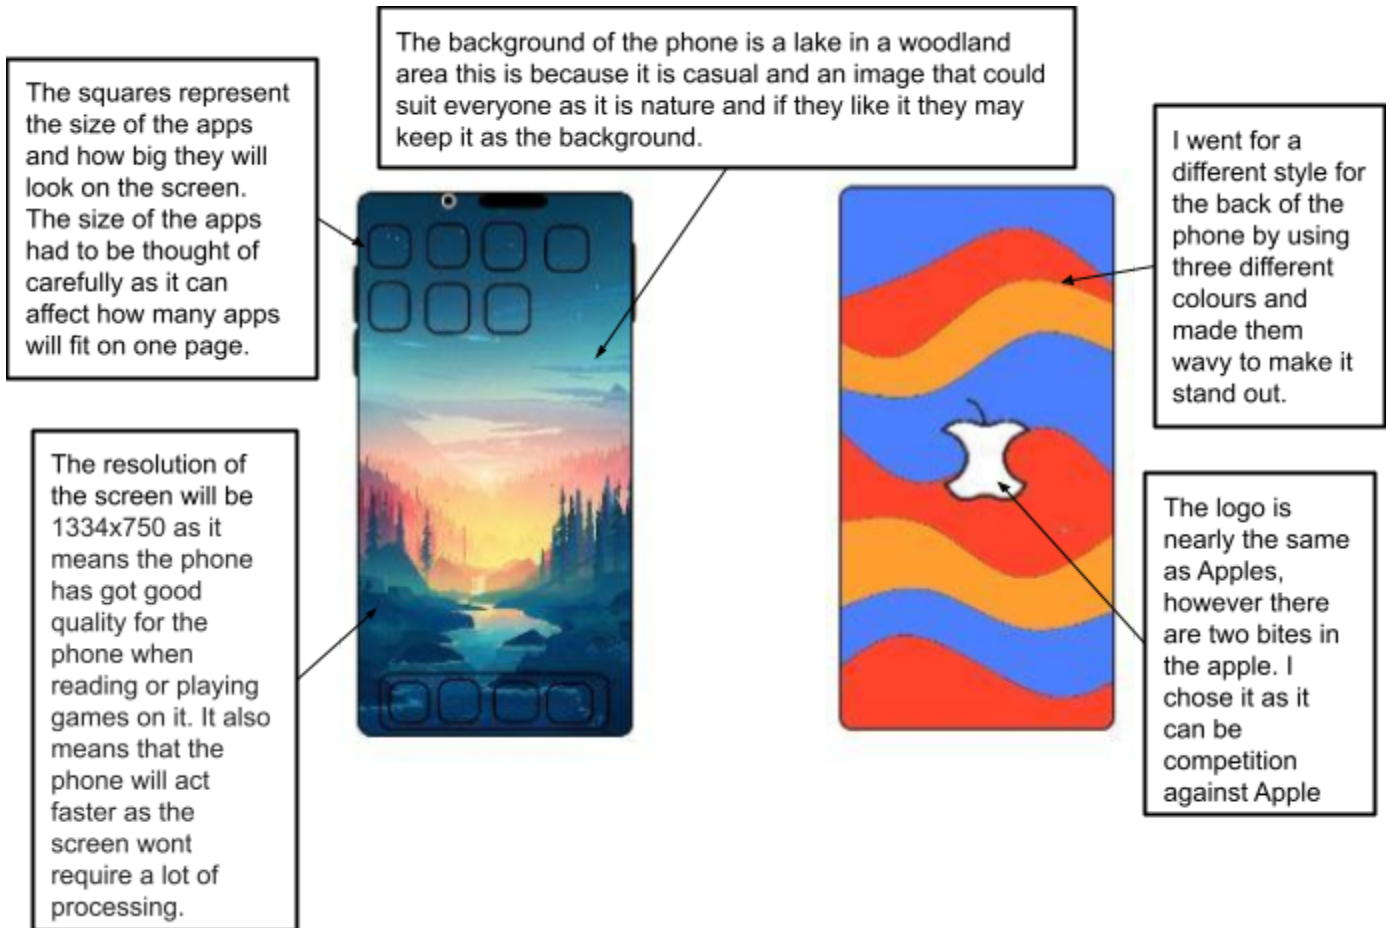 The background of the phone is a lake in a woodland
area this is because it is casual and an image that could
suit everyone as it is nature and if they like it they may
keep it as the background.
The squares represent
the size of the apps
and how big they will
look on the screen.
The size of the apps
had to be thought of
carefully as it can
affect how many apps
will fit on one page.
I went for a
different style for
the back of the
phone by using
three different
colours and
made them
wavy to make it
stand out.
The resolution of
the screen will be
1334x750 as it
means the phone
has got good
quality for the
phone when
reading or playing
games on it. It also
means that the
phone will act
faster as the
screen wont
require a lot of
processing.
The logo is
nearly the same
as Apples,
however there
are two bites in
the apple. I
chose it as it
can be
competition
against Apple